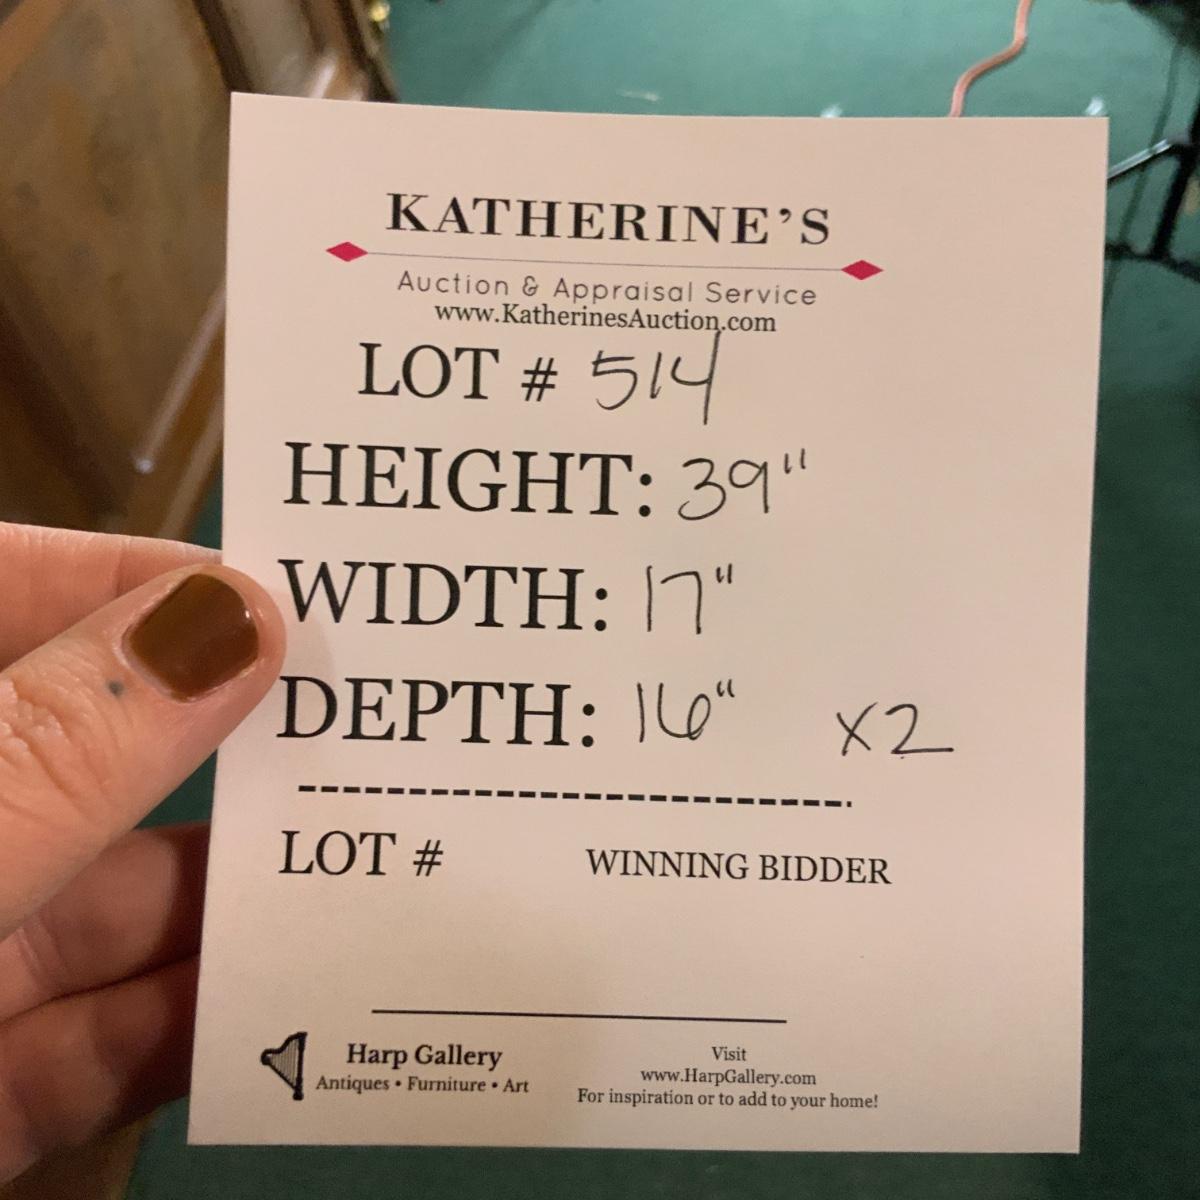 KATHERINE'S
Auction & Appraisal Service
www.KatherinesAuction.com
LOT # 514
HEIGHT: 39"
WIDTH: 17"
DEPTH: 16" X2
LOT # WINNING BIDDER
Harp Gallery
Antiques • Furniture • Art
Visit
www.HarpGallery.com
For inspiration or to add to your home!